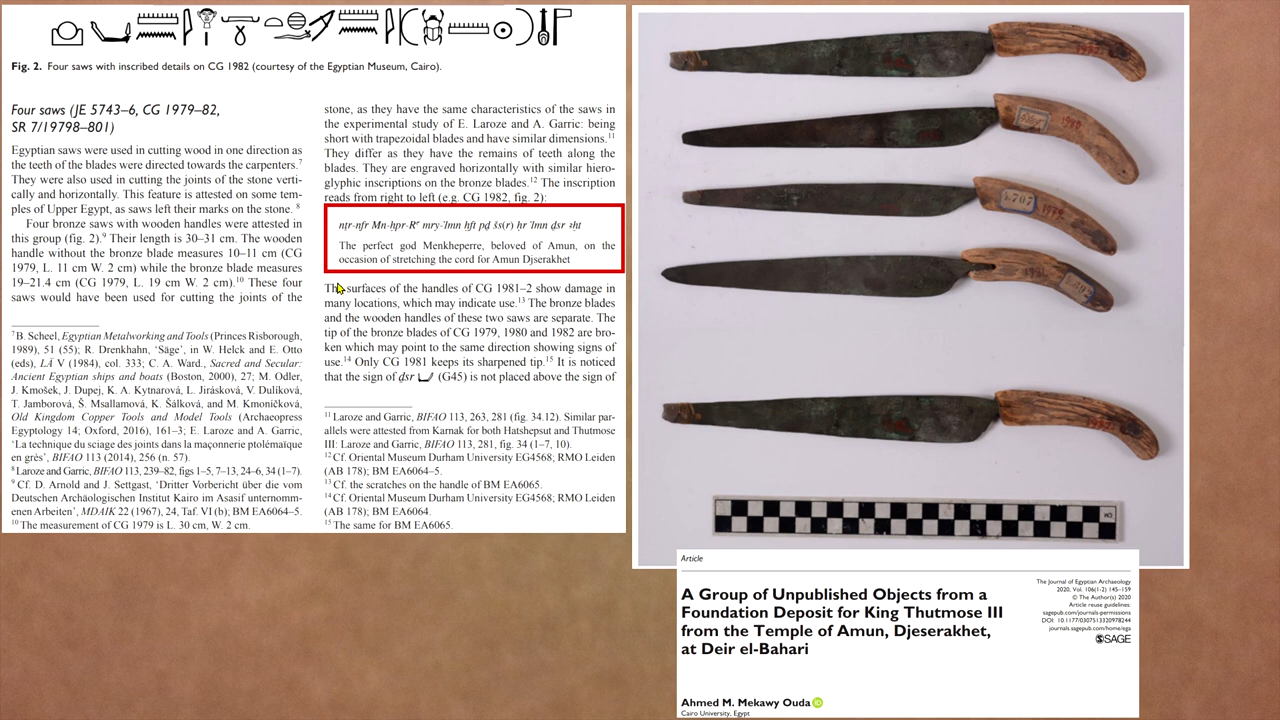 Fig. 2. Four saws with inscribed details on CG 1982 (courtesy of the Egyptian Museum, Cairo).
Four saws (JE 5743–6, CG 1979–82,
SR 7/19798–801)
Egyptian saws were used in cutting wood in one direction as
the teeth of the blades were directed towards the carpenters.⁷
They were also used in cutting the joints of the stone verti-
cally and horizontally. This feature is attested on some tem-
ples of Upper Egypt, as saws left their marks on the stone. ⁸
Four bronze saws with wooden handles were attested in
this group (fig. 2).⁹ Their length is 30–31 cm. The wooden
handle without the bronze blade measures 10–11 cm (CG
1979, L. 11 cm W. 2 cm) while the bronze blade measures
19–21.4 cm (CG 1979, L. 19 cm W. 2 cm).¹⁰ These four
saws would have been used for cutting the joints of the
⁷ B. Scheel, Egyptian Metalworking and Tools (Princes Risborough,
1989), 51 (55); R. Drenkhahn, ‘Säge’, in W. Helck and E. Otto
(eds), LÄ V (1984), col. 333; C. A. Ward., Sacred and Secular:
Ancient Egyptian ships and boats (Boston, 2000), 27; M. Odler,
J. Kmošek, J. Dupej, K. A. Kytnarová, L. Jirásková, V. Dulíková,
T. Jamborová, Š. Msallamová, K. Šálková, and M. Kmoníčková,
Old Kingdom Copper Tools and Model Tools (Archaeopress
Egyptology 14; Oxford, 2016), 161–3; E. Laroze and A. Garric,
‘La technique du sciage des joints dans la maçonnerie ptolémaïque
en grès’, BIFAO 113 (2014), 256 (n. 57).
⁸ Laroze and Garric, BIFAO 113, 239–82, figs 1–5, 7–13, 24–6, 34 (1–7).
⁹ Cf. D. Arnold and J. Settgast, ‘Dritter Vorbericht über die vom
Deutschen Archäologischen Institut Kairo im Asasif unternomm-
enen Arbeiten’, MDAIK 22 (1967), 24, Taf. VI (b); BM EA6064–5.
¹⁰ The measurement of CG 1979 is L. 30 cm, W. 2 cm.
stone, as they have the same characteristics of the saws in
the experimental study of E. Laroze and A. Garric: being
short with trapezoidal blades and have similar dimensions.¹¹
They differ as they have the remains of teeth along the
blades. They are engraved horizontally with similar hiero-
glyphic inscriptions on the bronze blades.¹² The inscription
reads from right to left (e.g. CG 1982, fig. 2):
nṯr-nfr Mn-ḫpr-Rʿ mry-ỉmn ḫft pḏ šs(r) ḥr ỉmn ḏsr ꜣḫt
The perfect god Menkheperre, beloved of Amun, on the
occasion of stretching the cord for Amun Djserakhet
The surfaces of the handles of CG 1981–2 show damage in
many locations, which may indicate use.¹³ The bronze blades
and the wooden handles of these two saws are separate. The
tip of the bronze blades of CG 1979, 1980 and 1982 are bro-
ken which may point to the same direction showing signs of
use.¹⁴ Only CG 1981 keeps its sharpened tip.¹⁵ It is noticed
that the sign of ḏsr (G45) is not placed above the sign of
¹¹ Laroze and Garric, BIFAO 113, 263, 281 (fig. 34.12). Similar par-
allels were attested from Karnak for both Hatshepsut and Thutmose
III: Laroze and Garric, BIFAO 113, 281, fig. 34 (1–7, 10).
¹² Cf. Oriental Museum Durham University EG4568; RMO Leiden
(AB 178); BM EA6064–5.
¹³ Cf. the scratches on the handle of BM EA6065.
¹⁴ Cf. Oriental Museum Durham University EG4568; RMO Leiden
(AB 178); BM EA6064.
¹⁵ The same for BM EA6065.
1980
CM
Article
A Group of Unpublished Objects from a
Foundation Deposit for King Thutmose III
from the Temple of Amun, Djeserakhet,
at Deir el-Bahari
The Journal of Egyptian Archaeology
2020, Vol. 106(1-2) 145–159
© The Author(s) 2020
Article reuse guidelines:
sagepub.com/journals-permissions
DOI: 10.1177/0307513320978244
journals.sagepub.com/home/ega
SAGE
Ahmed M. Mekawy Ouda iD
Cairo University, Egypt